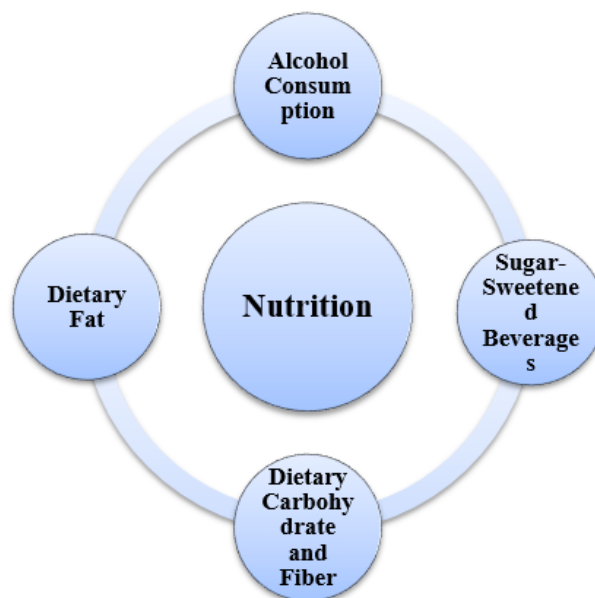 Alcohol
Consum
ption
Dietary
Fat
Nutrition
Sugar-
Sweetene
d
Beverage
s
Dietary
Carbohy
drate
and
Fiber